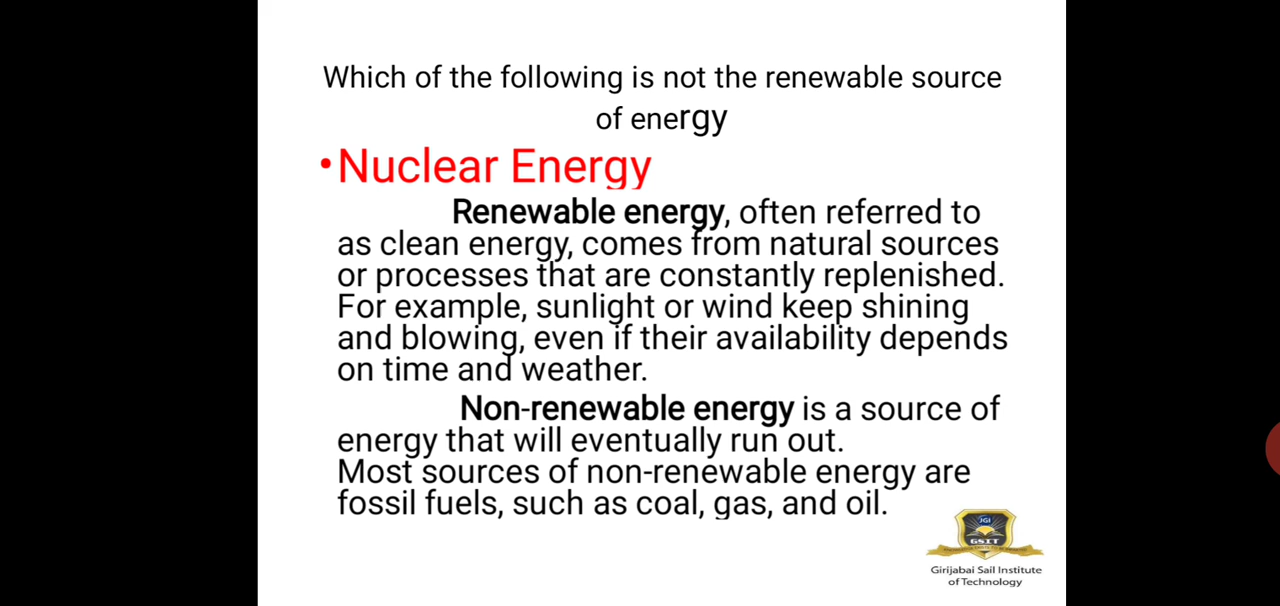 Which of the following is not the renewable source
of energy
•Nuclear Energy
Renewable energy, often referred to
as clean energy, comes from natural sources
or processes that are constantly replenished.
For example, sunlight or wind keep shining
and blowing, even if their availability depends
on time and weather.
Non-renewable energy is a source of
energy that will eventually run out.
Most sources of non-renewable energy are
fossil fuels, such as coal, gas, and oil.
JGI
GSIT
Girijabai Sail Institute
of Technology